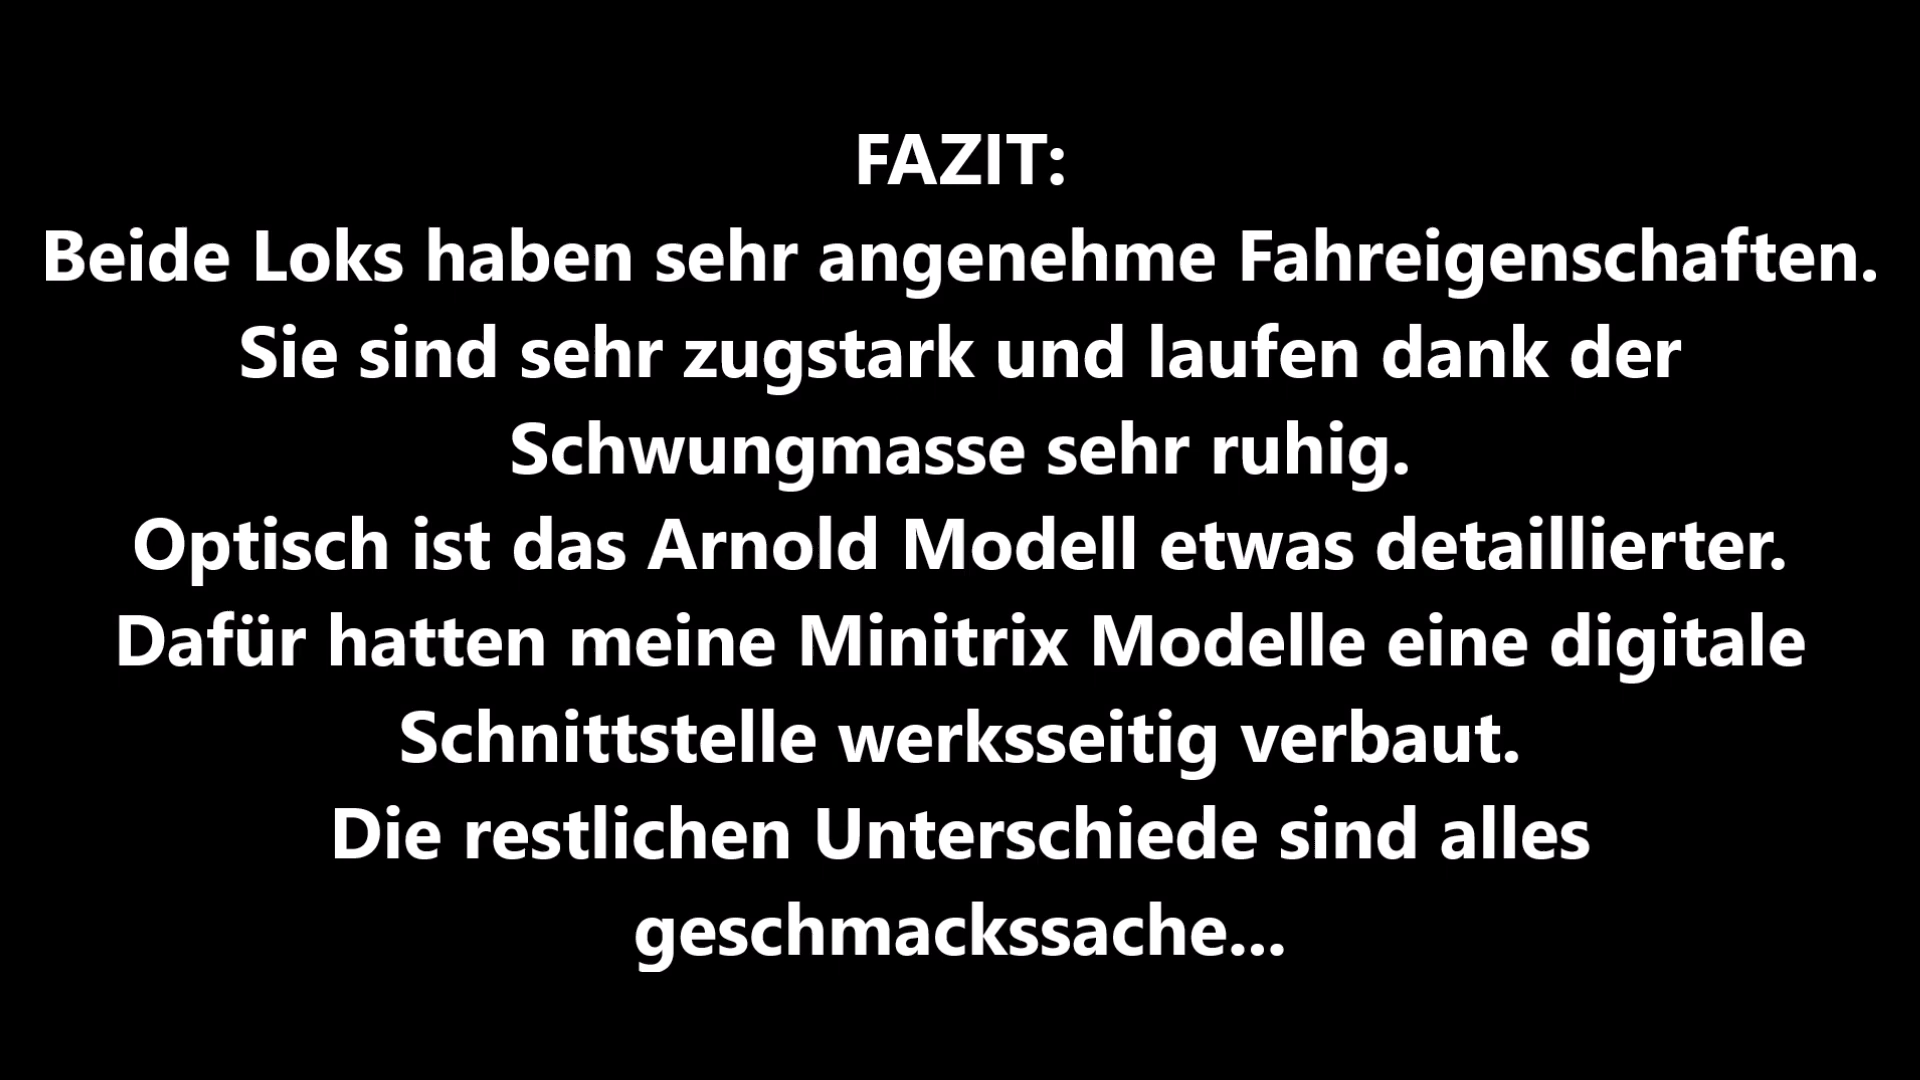 FAZIT:
Beide Loks haben sehr angenehme Fahreigenschaften.
Sie sind sehr zugstark und laufen dank der
Schwungmasse sehr ruhig.
Optisch ist das Arnold Modell etwas detaillierter.
Dafür hatten meine Minitrix Modelle eine digitale
Schnittstelle werksseitig verbaut.
Die restlichen Unterschiede sind alles
geschmackssache...